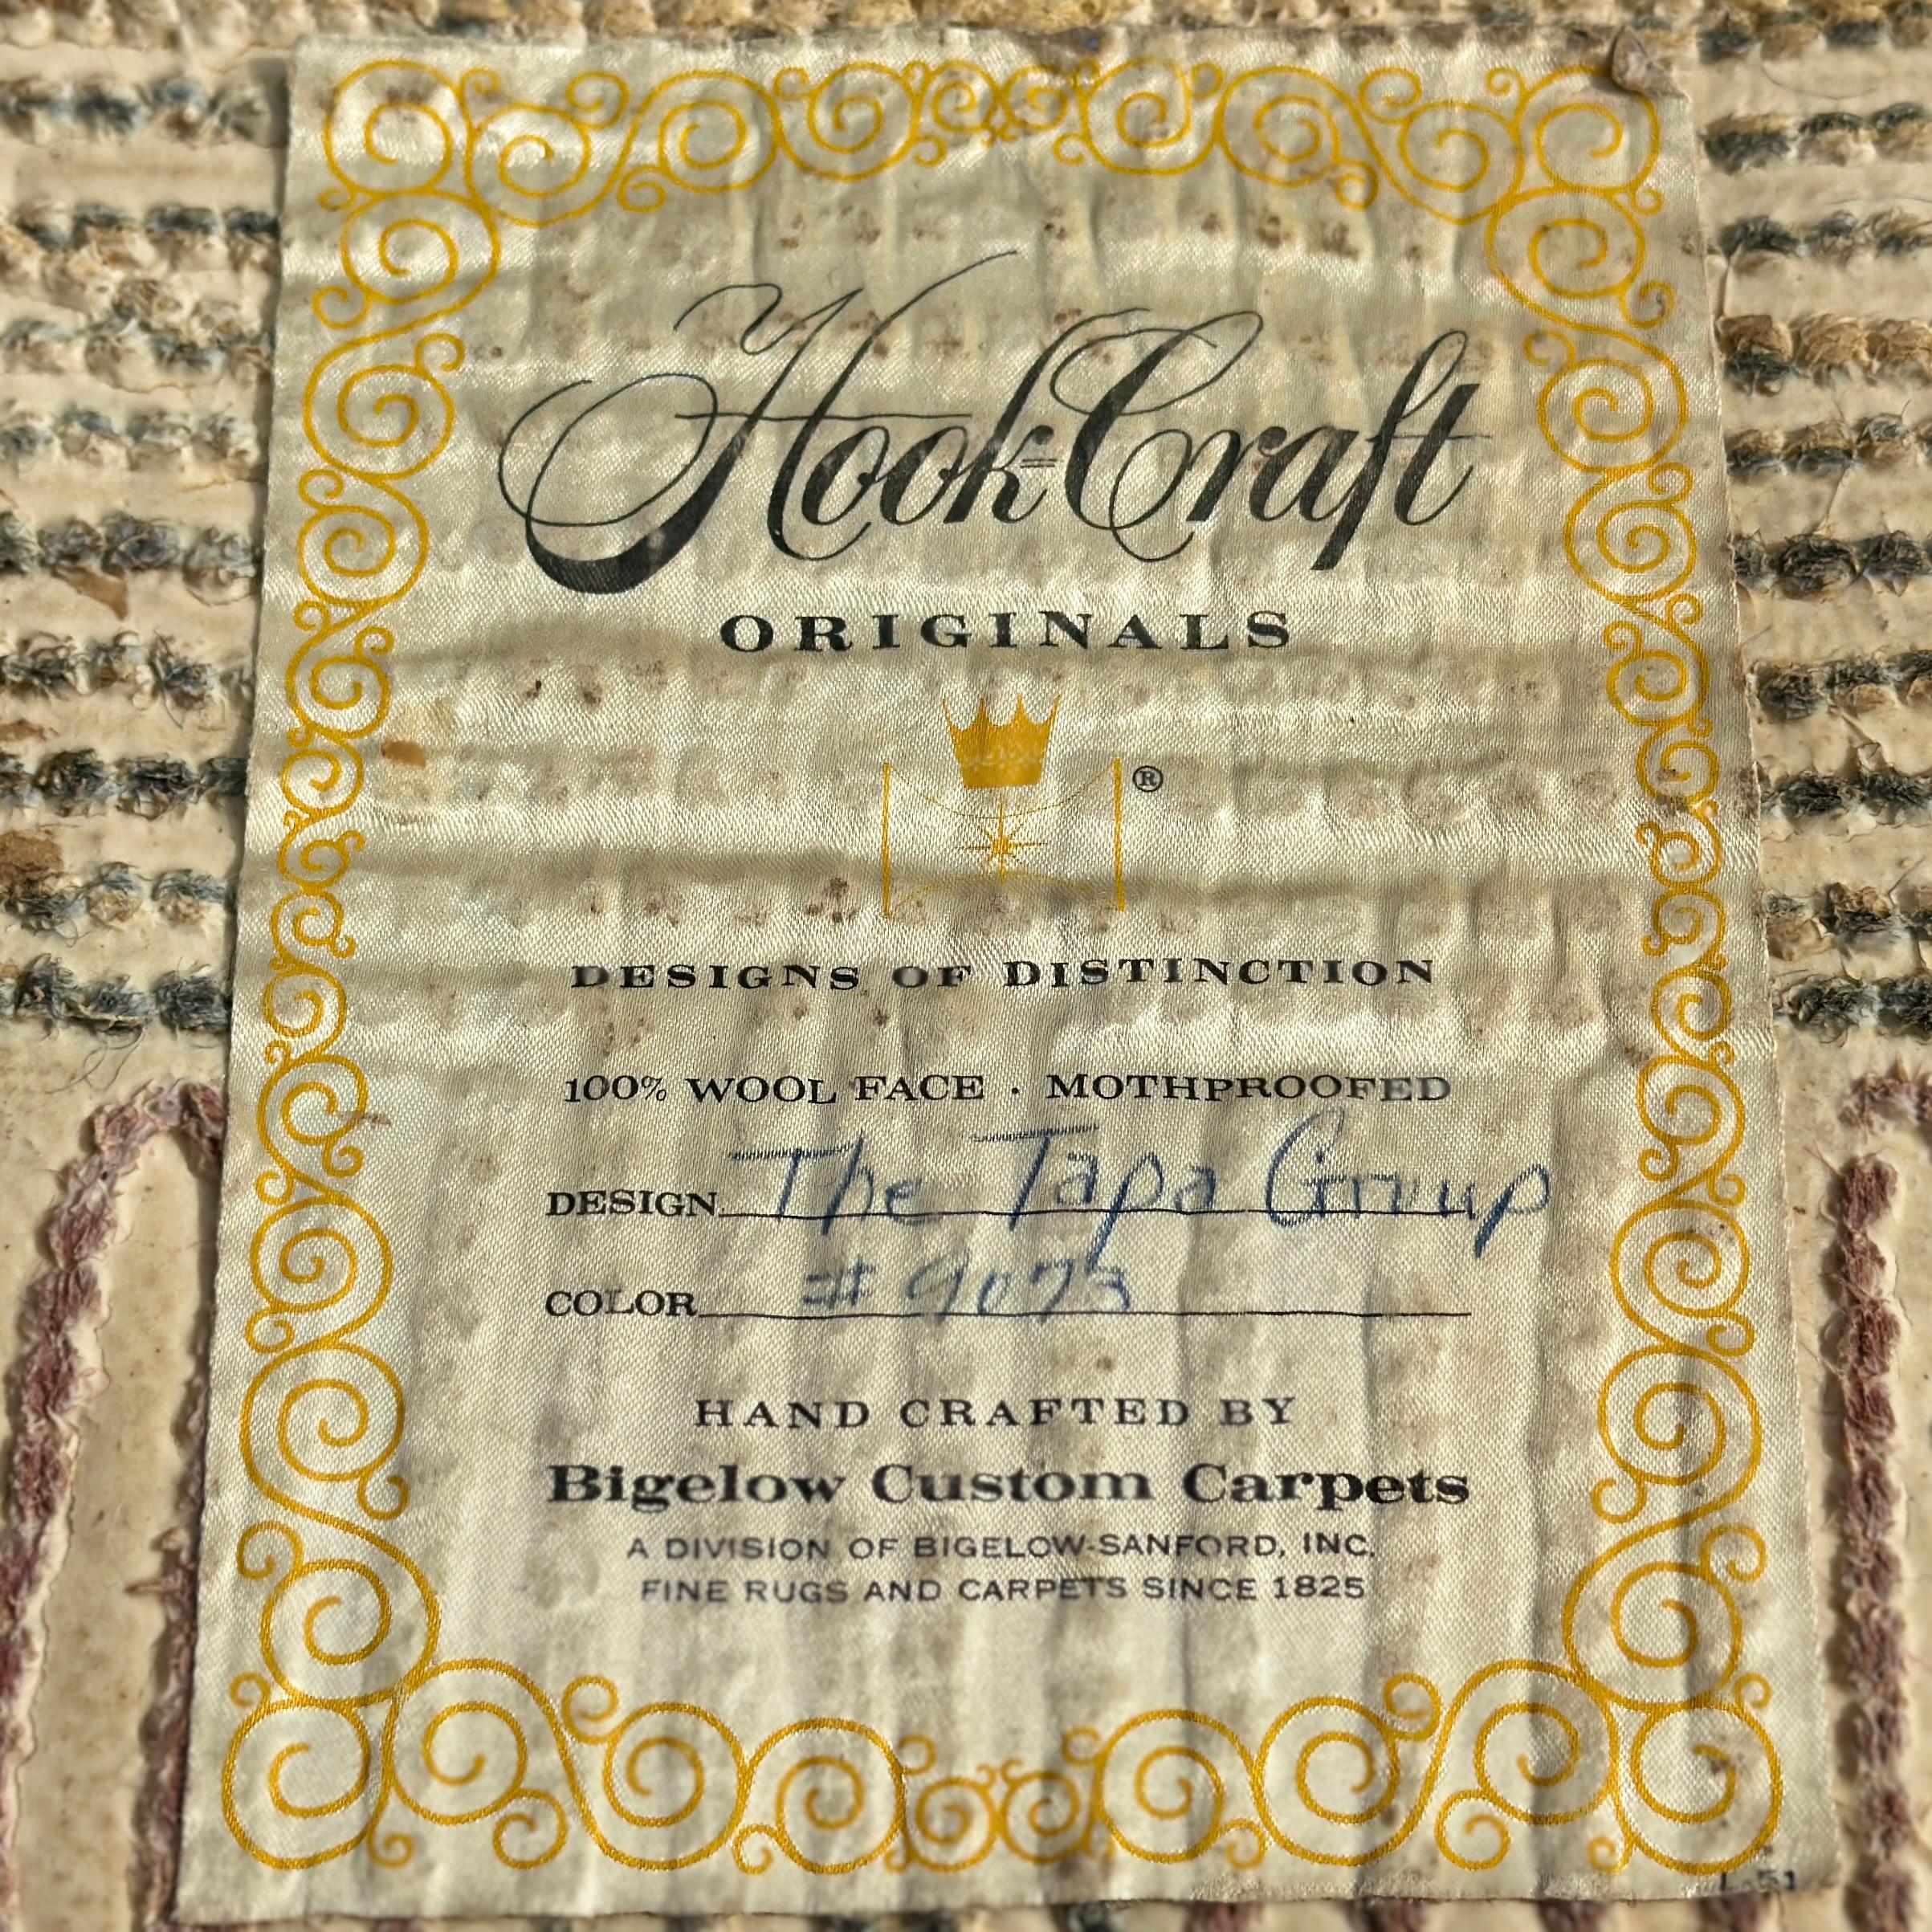 Hook-Craft
ORIGINALS
®
DESIGNS OF DISTINCTION
100% WOOL FACE · MOTHPROOFED
DESIGN The Tapa Group
COLOR #9073
HAND CRAFTED BY
Bigelow Custom Carpets
A DIVISION OF BIGELOW-SANFORD, INC.
FINE RUGS AND CARPETS SINCE 1825